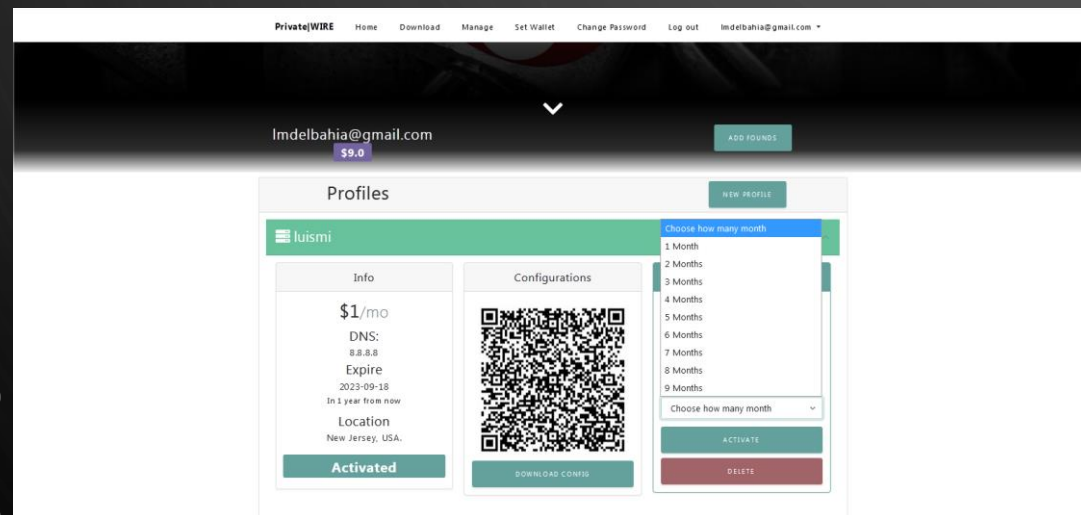 Private|WIRE Home Download Manage Set Wallet Change Password Log out lmdelbahia@gmail.com
lmdelbahia@gmail.com
$9.0
ADD FOUNDS
Profiles
NEW PROFILE
luismi
Info
$1/mo
DNS:
8.8.8.8
Expire
2023-09-18
In 1 year from now
Location
New Jersey, USA.
Activated
Configurations
DOWNLOAD CONFIG
Choose how many month
1 Month
2 Months
3 Months
4 Months
5 Months
6 Months
7 Months
8 Months
9 Months
Choose how many month
ACTIVATE
DELETE